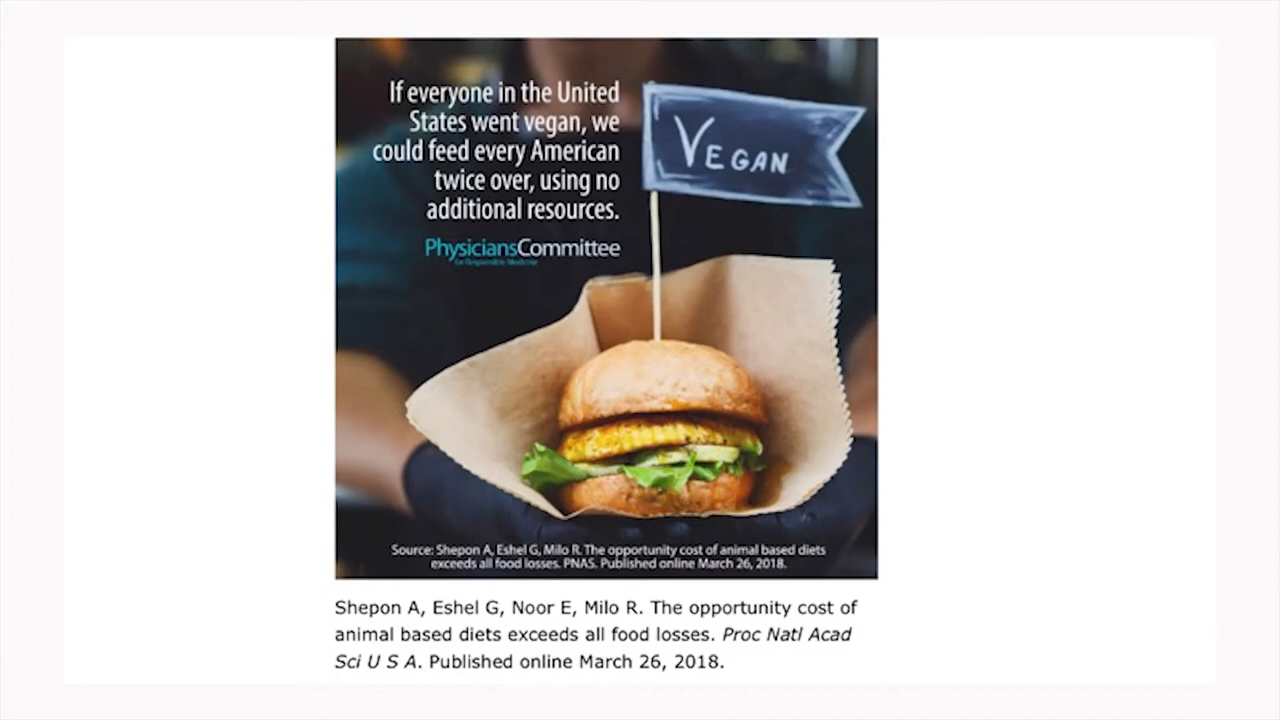 If everyone in the United
States went vegan, we
could feed every American
twice over, using no
additional resources.
VEGAN
PhysiciansCommittee
for Responsible Medicine
Source: Shepon A, Eshel G, Milo R. The opportunity cost of animal based diets
exceeds all food losses. PNAS. Published online March 26, 2018.
Shepon A, Eshel G, Noor E, Milo R. The opportunity cost of
animal based diets exceeds all food losses. Proc Natl Acad
Sci U S A. Published online March 26, 2018.